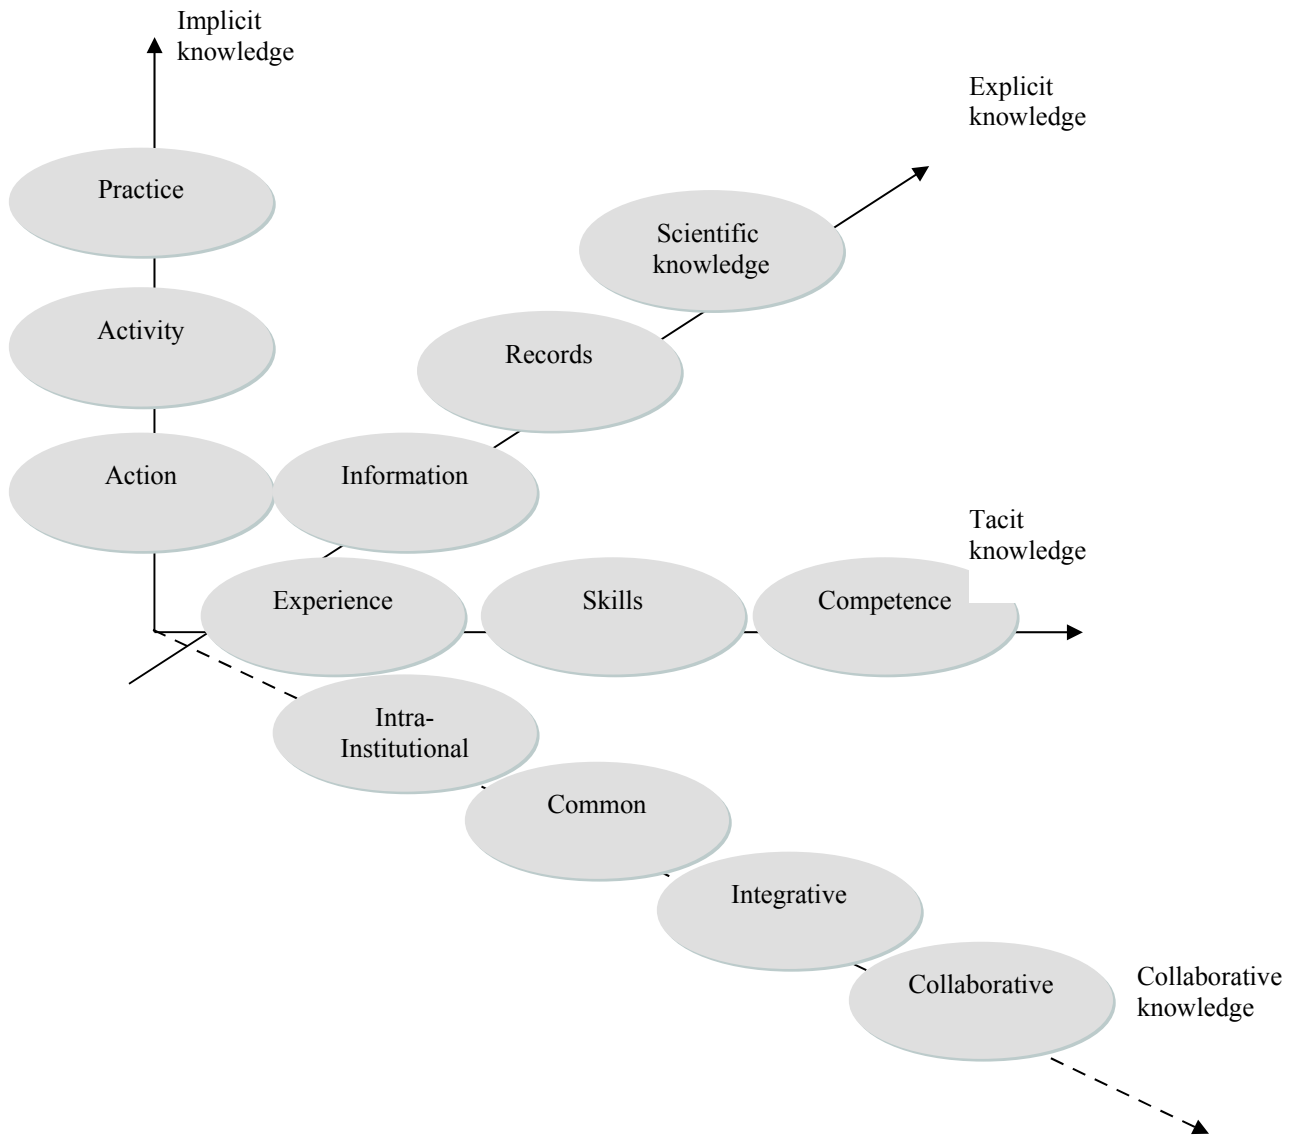 Implicit
knowledge
Explicit
knowledge
Practice
Scientific
knowledge
Activity
Records
Action
Information
Tacit
knowledge
Experience
Skills
Competence
Intra-
Institutional
Common
Integrative
Collaborative
Collaborative
knowledge